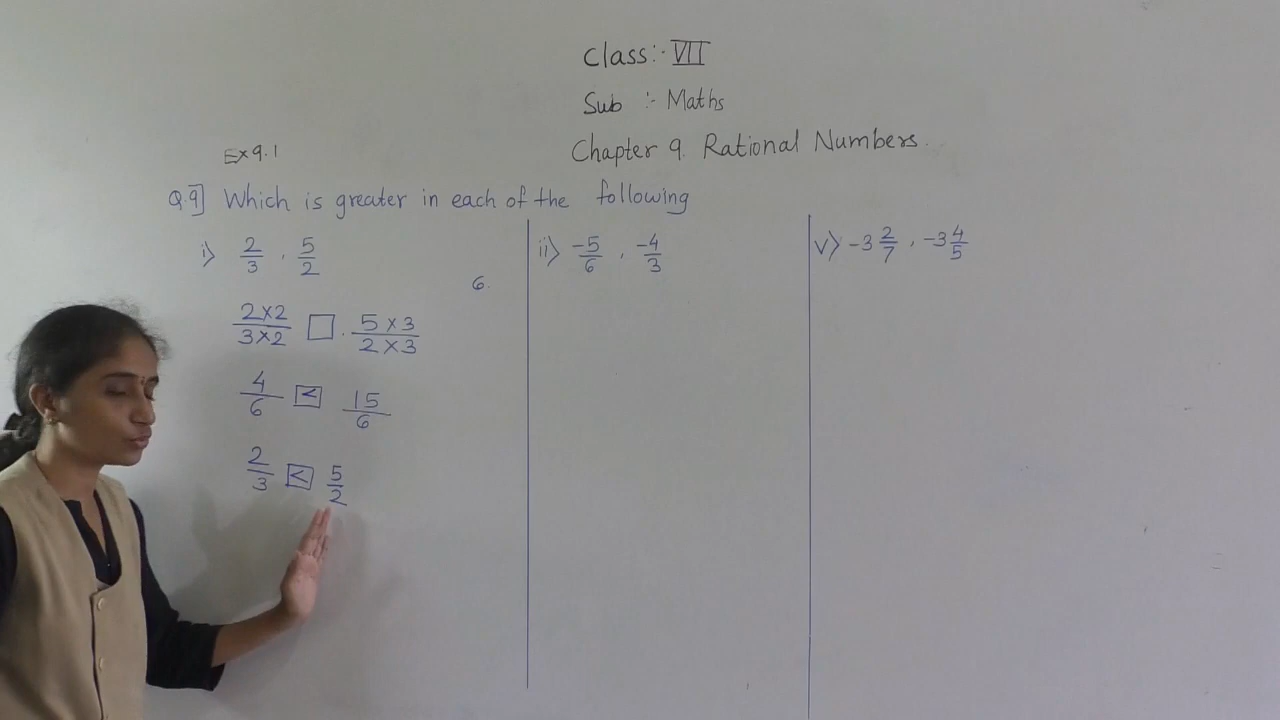 Class:- VII
Sub :- Maths
Chapter 9. Rational Numbers.
Ex 9.1
Q.9] Which is greater in each of the following
i) 2/3 , 5/2
6.
2×2/3×2 □ . 5×3/2×3
4/6 < 15/6
2/3 < 5/2
ii) -5/6 , -4/3
v) -3 2/7 , -3 4/5